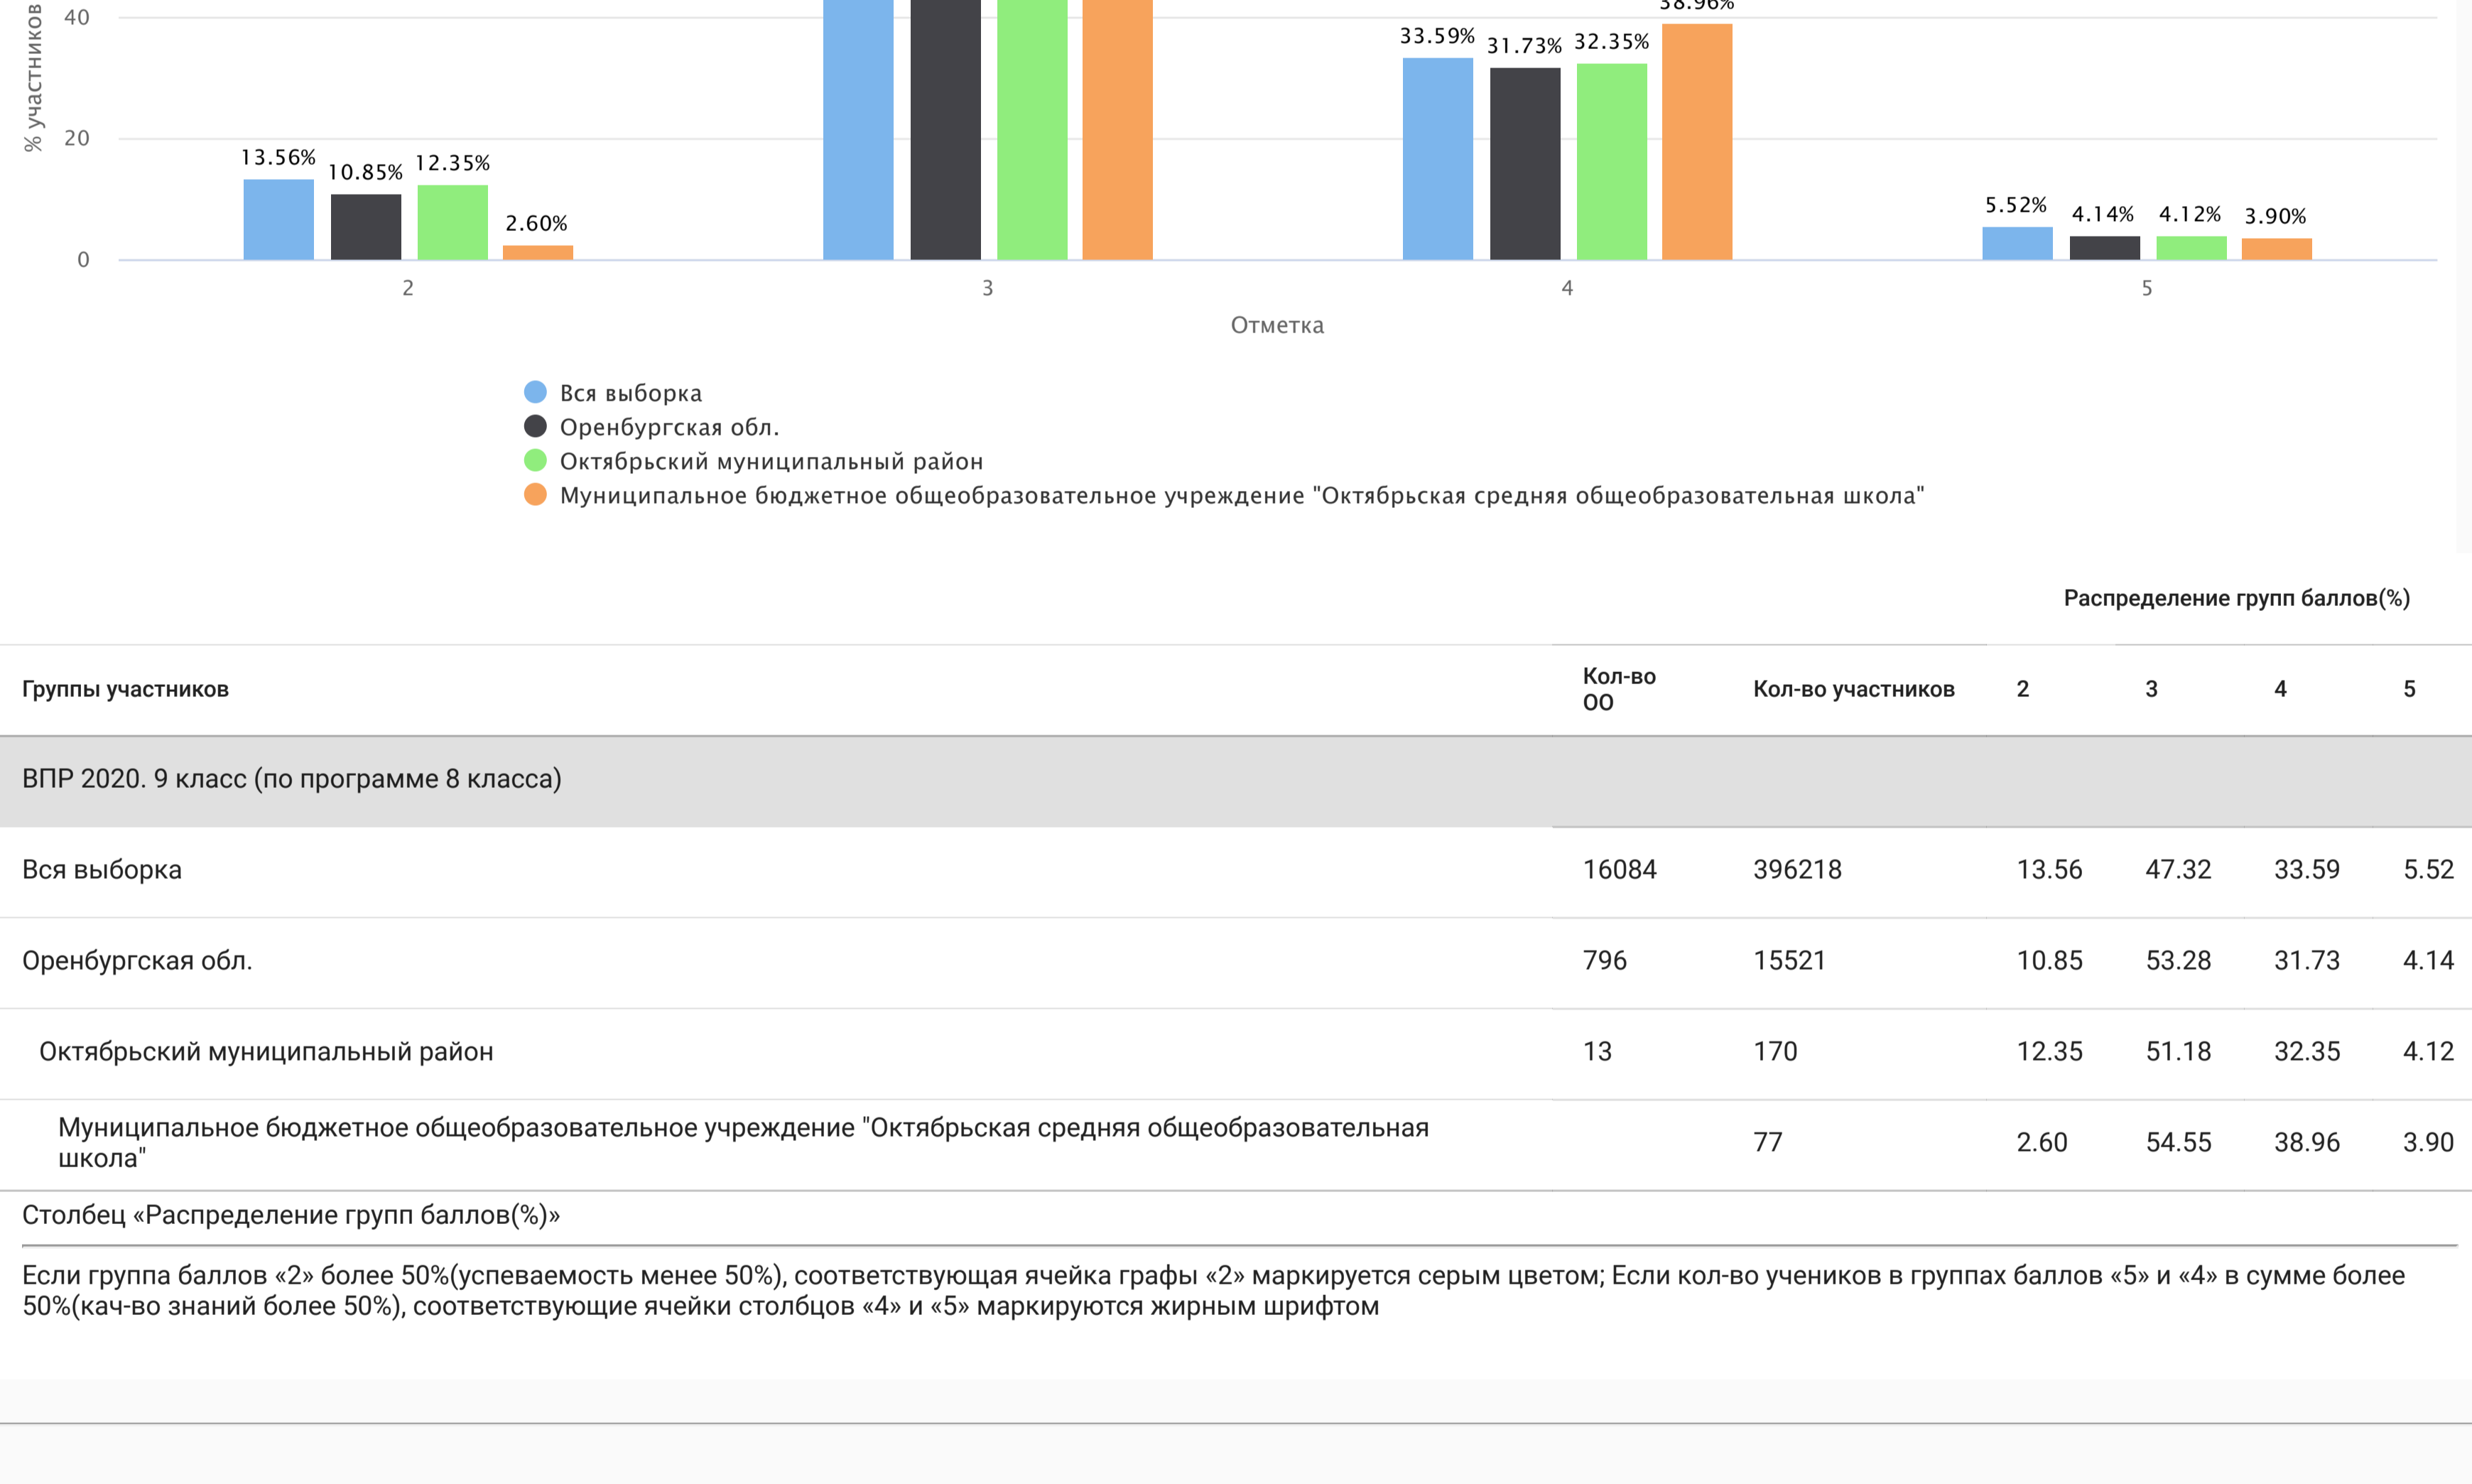 38.96%
40
% участников
33.59% 31.73% 32.35%
20
13.56% 10.85% 12.35%
2.60%
5.52% 4.14% 4.12% 3.90%
0
2 3 4 5
Отметка
Вся выборка
Оренбургская обл.
Октябрьский муниципальный район
Муниципальное бюджетное общеобразовательное учреждение "Октябрьская средняя общеобразовательная школа"
Распределение групп баллов(%)
Группы участников Кол-во ОО Кол-во участников 2 3 4 5
ВПР 2020. 9 класс (по программе 8 класса)
Вся выборка 16084 396218 13.56 47.32 33.59 5.52
Оренбургская обл. 796 15521 10.85 53.28 31.73 4.14
Октябрьский муниципальный район 13 170 12.35 51.18 32.35 4.12
Муниципальное бюджетное общеобразовательное учреждение "Октябрьская средняя общеобразовательная
школа" 77 2.60 54.55 38.96 3.90
Столбец «Распределение групп баллов(%)»
Если группа баллов «2» более 50%(успеваемость менее 50%), соответствующая ячейка графы «2» маркируется серым цветом; Если кол-во учеников в группах баллов «5» и «4» в сумме более
50%(кач-во знаний более 50%), соответствующие ячейки столбцов «4» и «5» маркируются жирным шрифтом